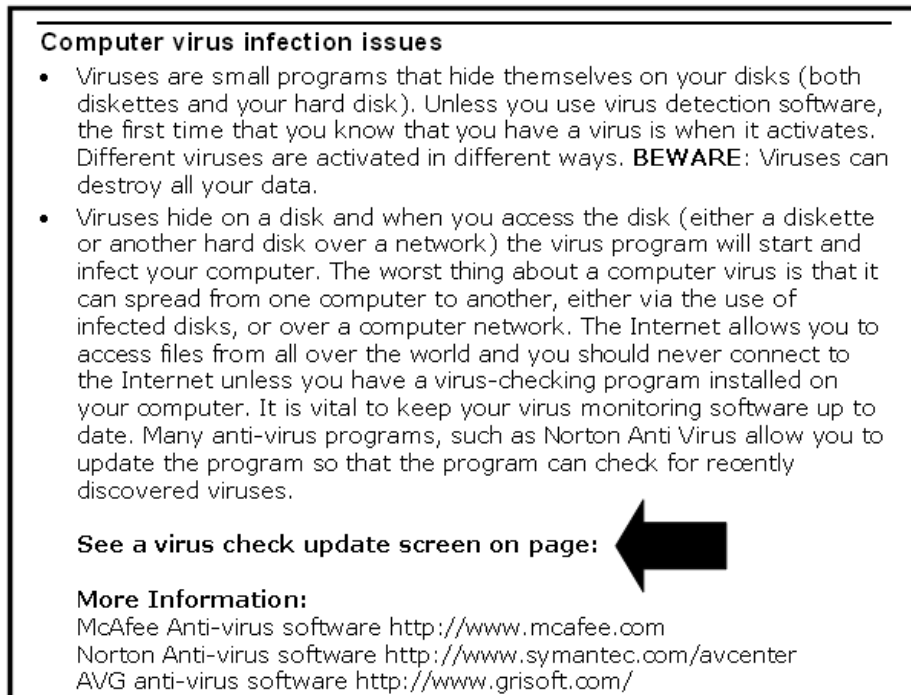 Computer virus infection issues
• Viruses are small programs that hide themselves on your disks (both
diskettes and your hard disk). Unless you use virus detection software,
the first time that you know that you have a virus is when it activates.
Different viruses are activated in different ways. BEWARE: Viruses can
destroy all your data.
• Viruses hide on a disk and when you access the disk (either a diskette
or another hard disk over a network) the virus program will start and
infect your computer. The worst thing about a computer virus is that it
can spread from one computer to another, either via the use of
infected disks, or over a computer network. The Internet allows you to
access files from all over the world and you should never connect to
the Internet unless you have a virus-checking program installed on
your computer. It is vital to keep your virus monitoring software up to
date. Many anti-virus programs, such as Norton Anti Virus allow you to
update the program so that the program can check for recently
discovered viruses.
See a virus check update screen on page:
More Information:
McAfee Anti-virus software http://www.mcafee.com
Norton Anti-virus software http://www.symantec.com/avcenter
AVG anti-virus software http://www.grisoft.com/